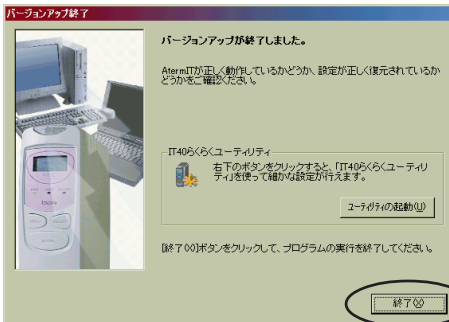 バージョンアップ終了
バージョンアップが終了しました。
AtermITが正しく動作しているかどうか、設定が正しく復元されているか
どうかをご確認ください。
IT40らくらくユーティリティ
右下のボタンをクリックすると、「IT40らくらくユーティリ
ティ」を使って細かな設定が行えます。
ユーティリティの起動(U)
[終了(X)]ボタンをクリックして、プログラムの実行を終了してください。
終了(X)